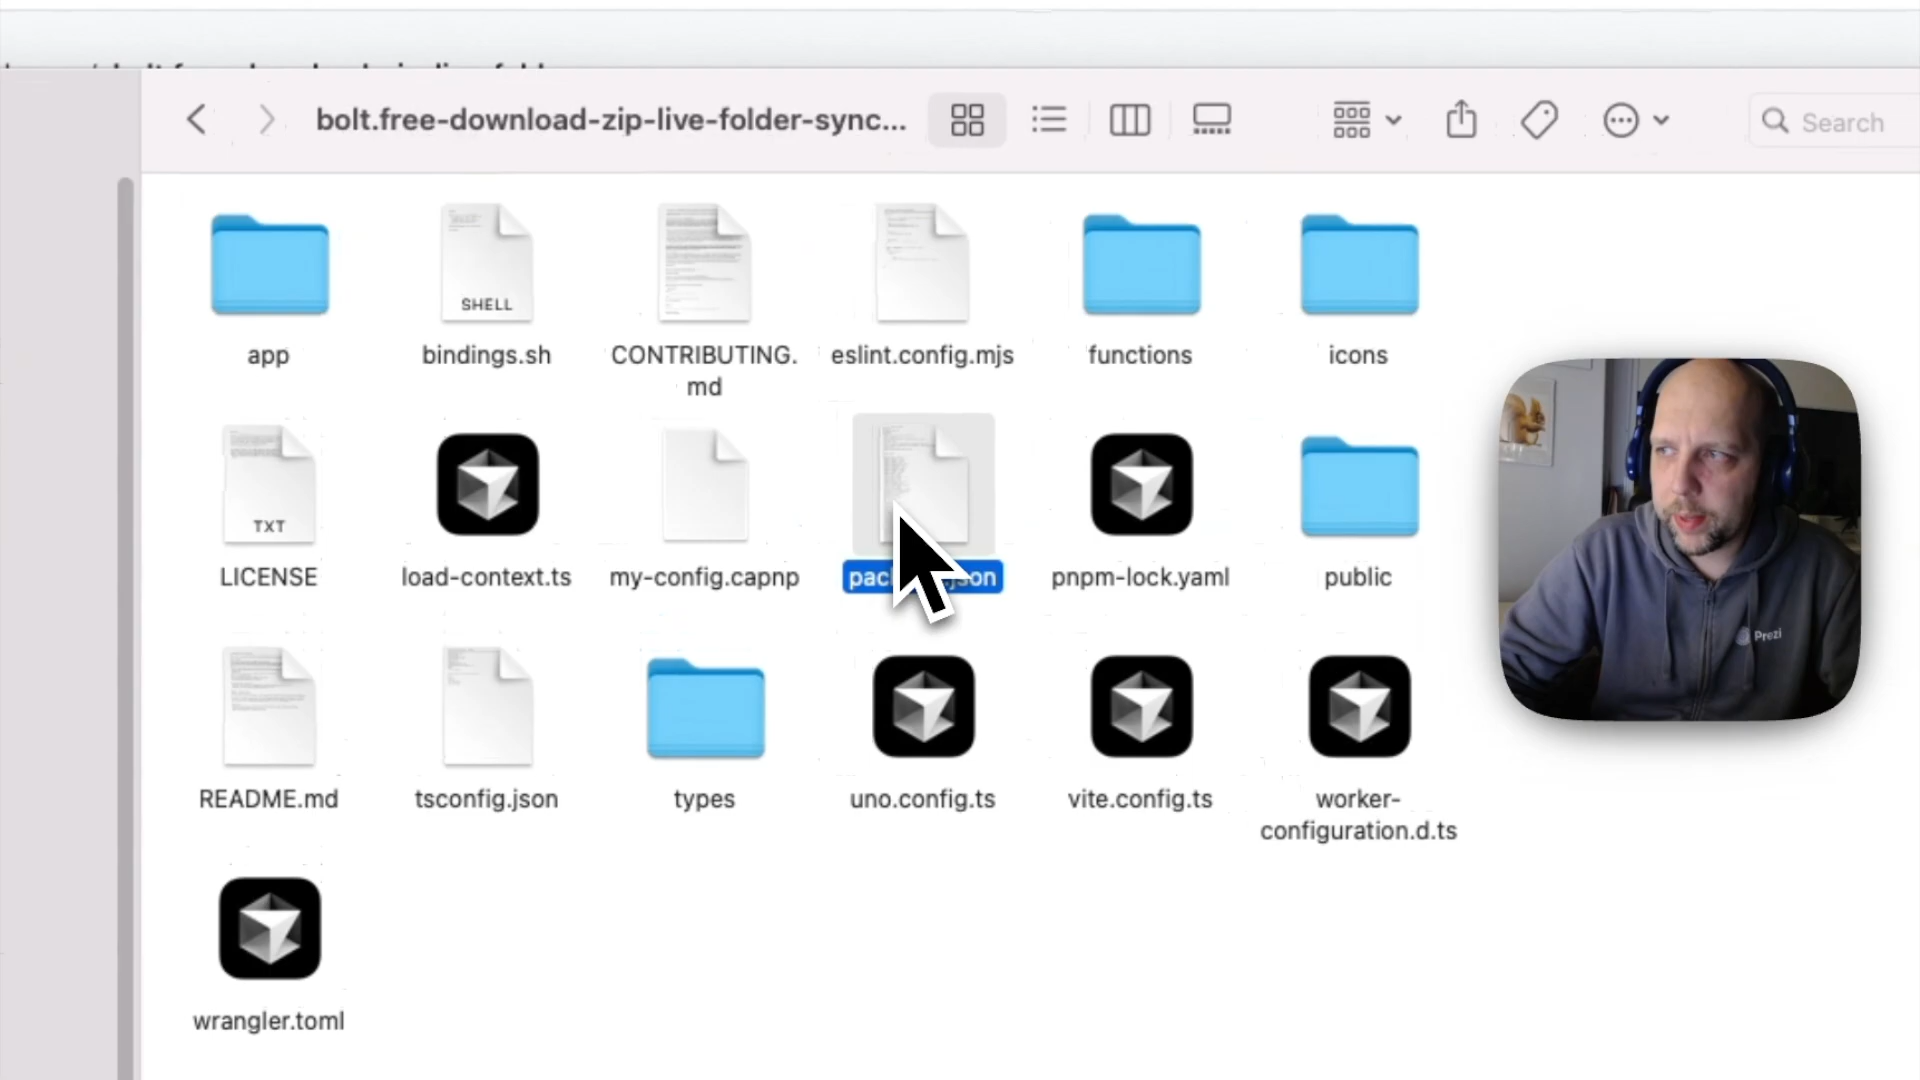 bolt.free-download-zip-live-folder-sync...
Search
SHELL
app
bindings.sh
CONTRIBUTING.
md
eslint.config.mjs
functions
icons
TXT
LICENSE
load-context.ts
my-config.capnp
pnpm-lock.yaml
public
Prezi
README.md
tsconfig.json
types
uno.config.ts
vite.config.ts
worker-
configuration.d.ts
wrangler.toml